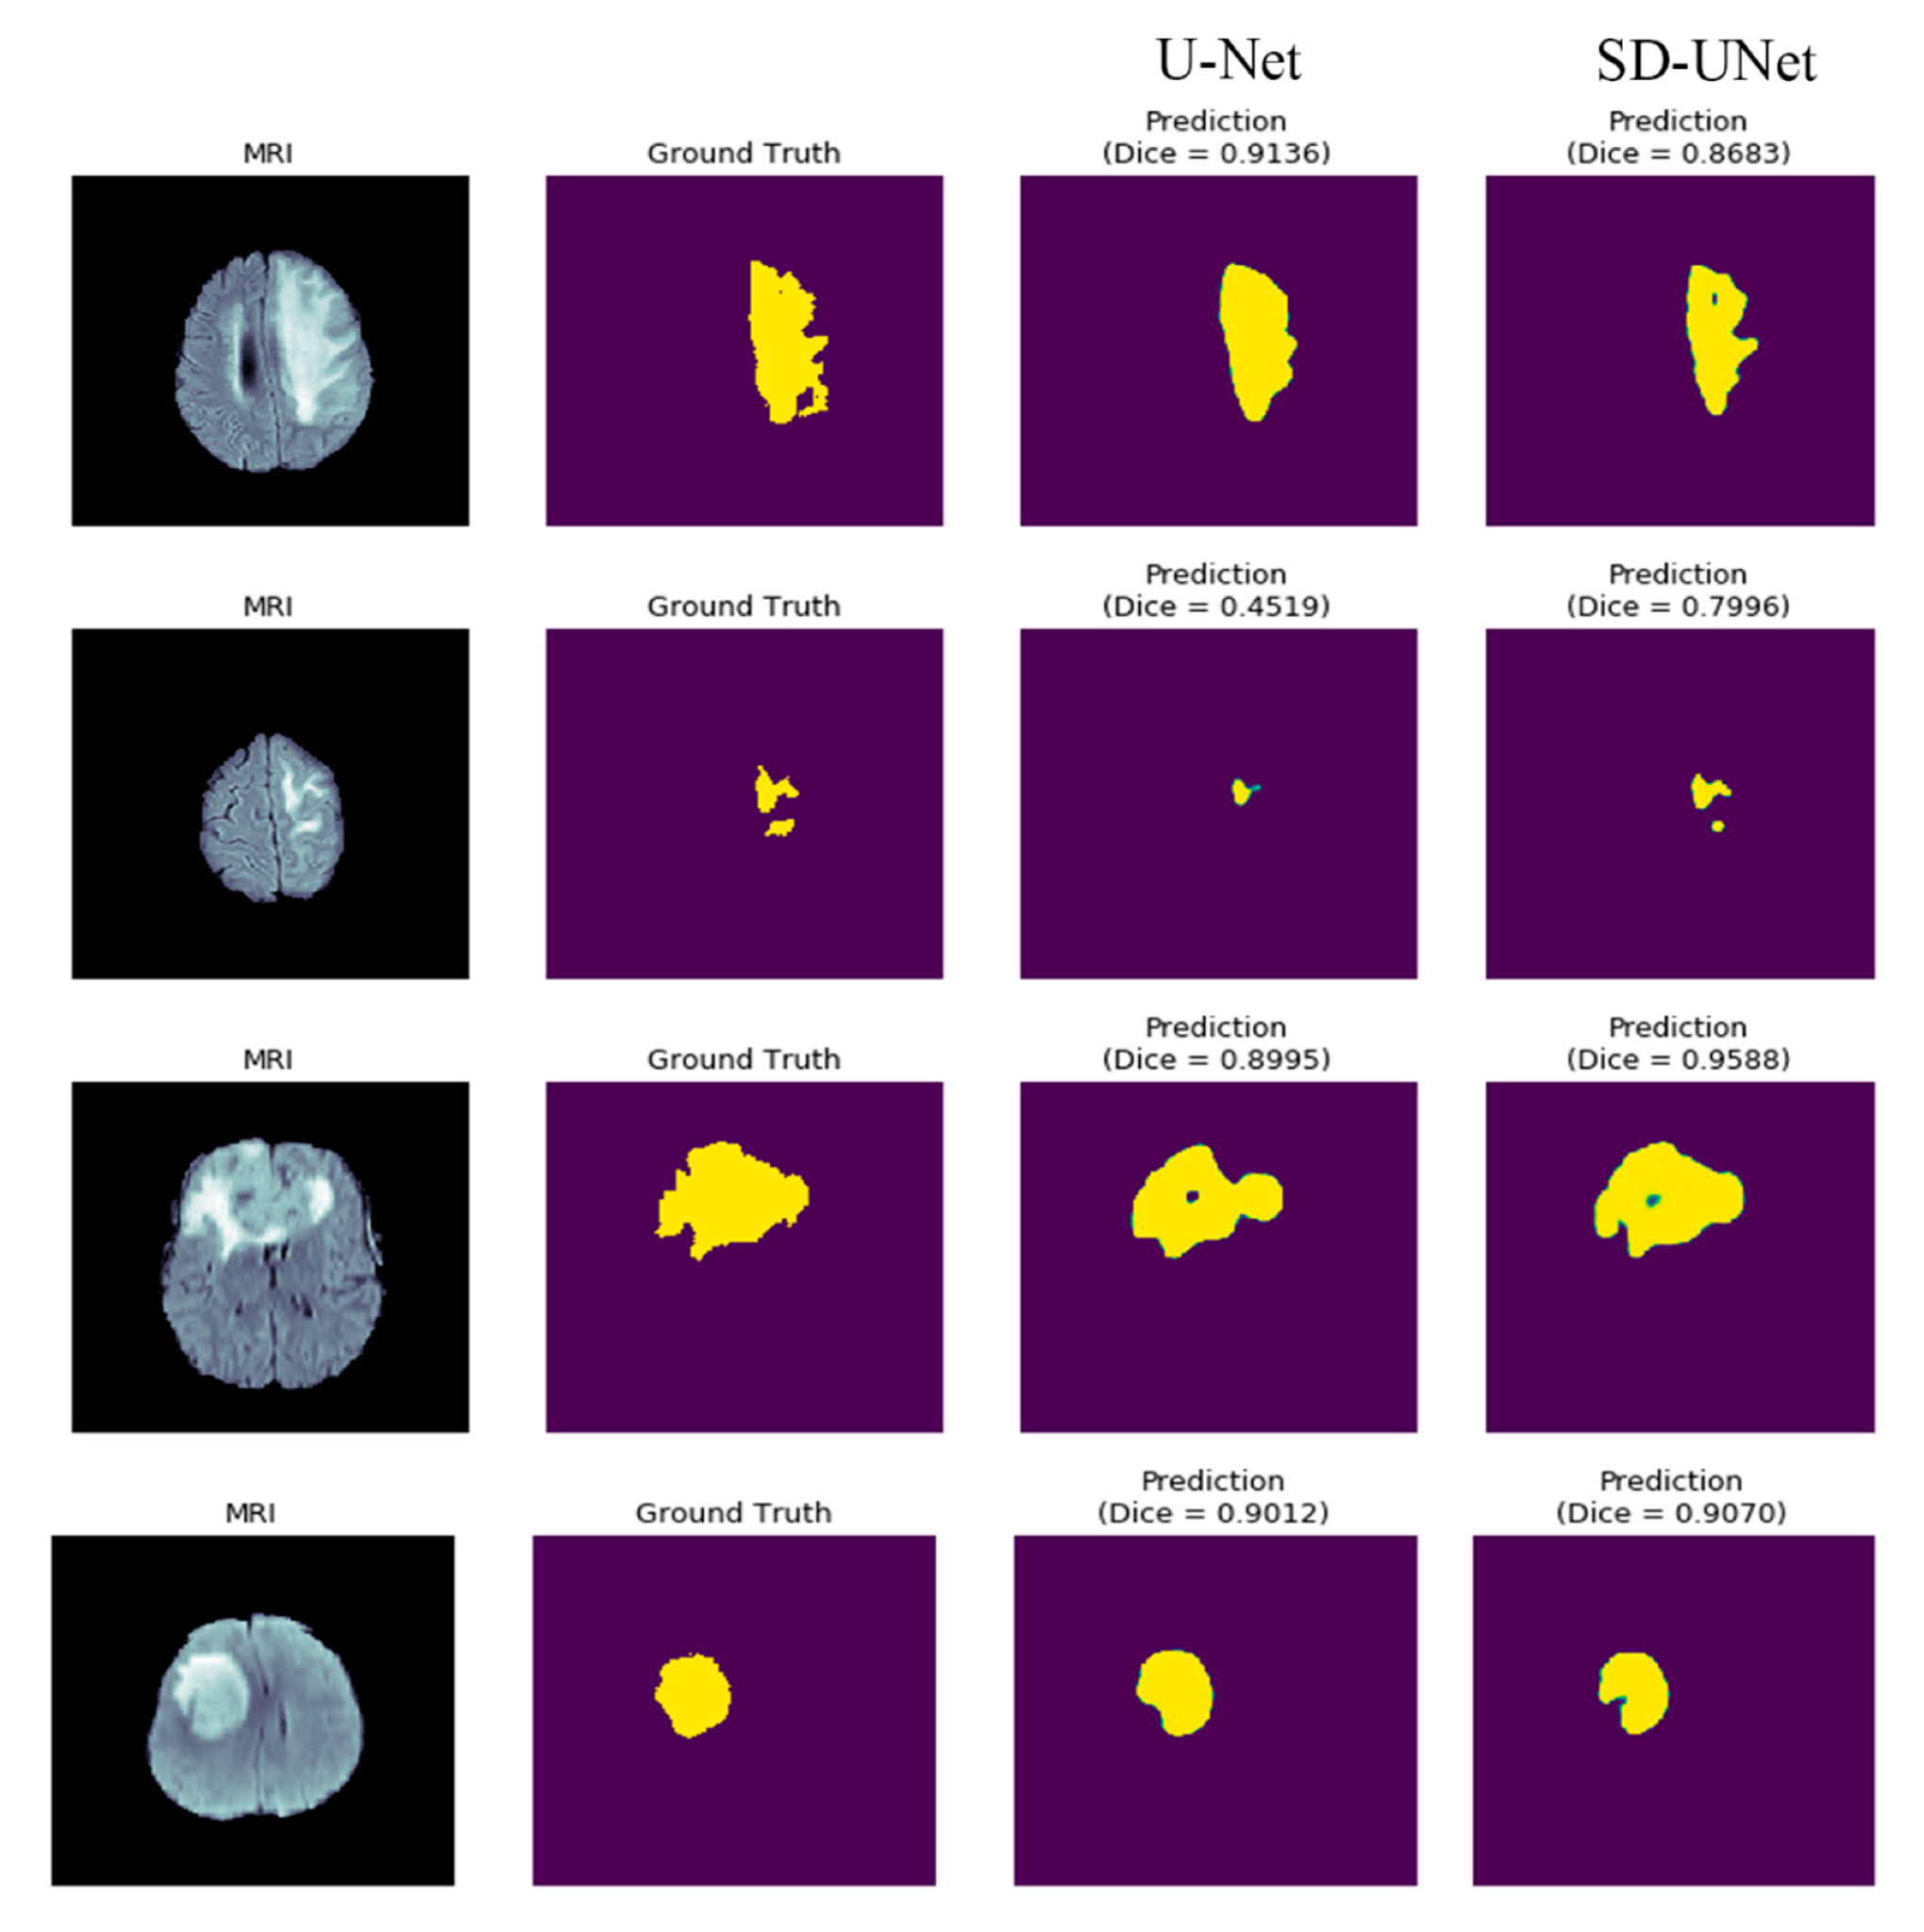 U-Net
SD-UNet
MRI
Ground Truth
Prediction
(Dice = 0.9136)
Prediction
(Dice = 0.8683)
MRI
Ground Truth
Prediction
(Dice = 0.4519)
Prediction
(Dice = 0.7996)
MRI
Ground Truth
Prediction
(Dice = 0.8995)
Prediction
(Dice = 0.9588)
MRI
Ground Truth
Prediction
(Dice = 0.9012)
Prediction
(Dice = 0.9070)